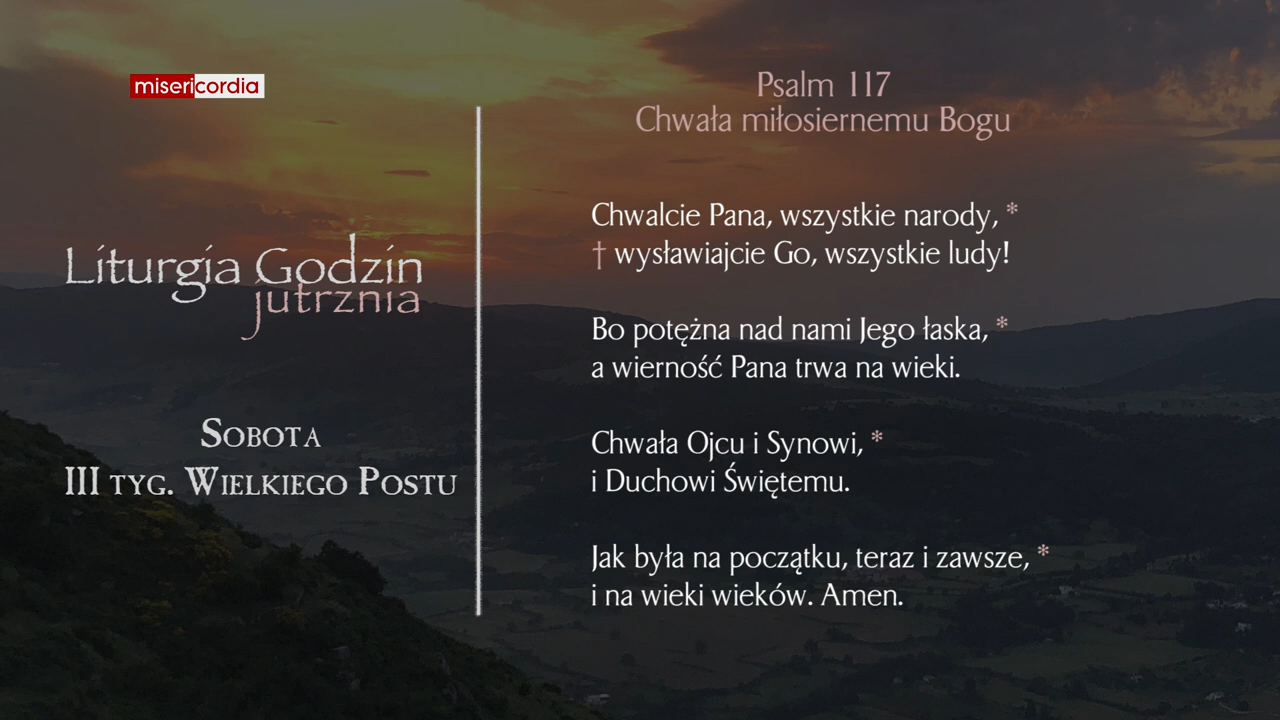 misericordia
Liturgia Godzin
jutrznia
Sobota
III tyg. Wielkiego Postu
Psalm 117
Chwała miłosiernemu Bogu
Chwalcie Pana, wszystkie narody, *
† wysławiajcie Go, wszystkie ludy!
Bo potężna nad nami Jego łaska, *
a wierność Pana trwa na wieki.
Chwała Ojcu i Synowi, *
i Duchowi Świętemu.
Jak była na początku, teraz i zawsze, *
i na wieki wieków. Amen.